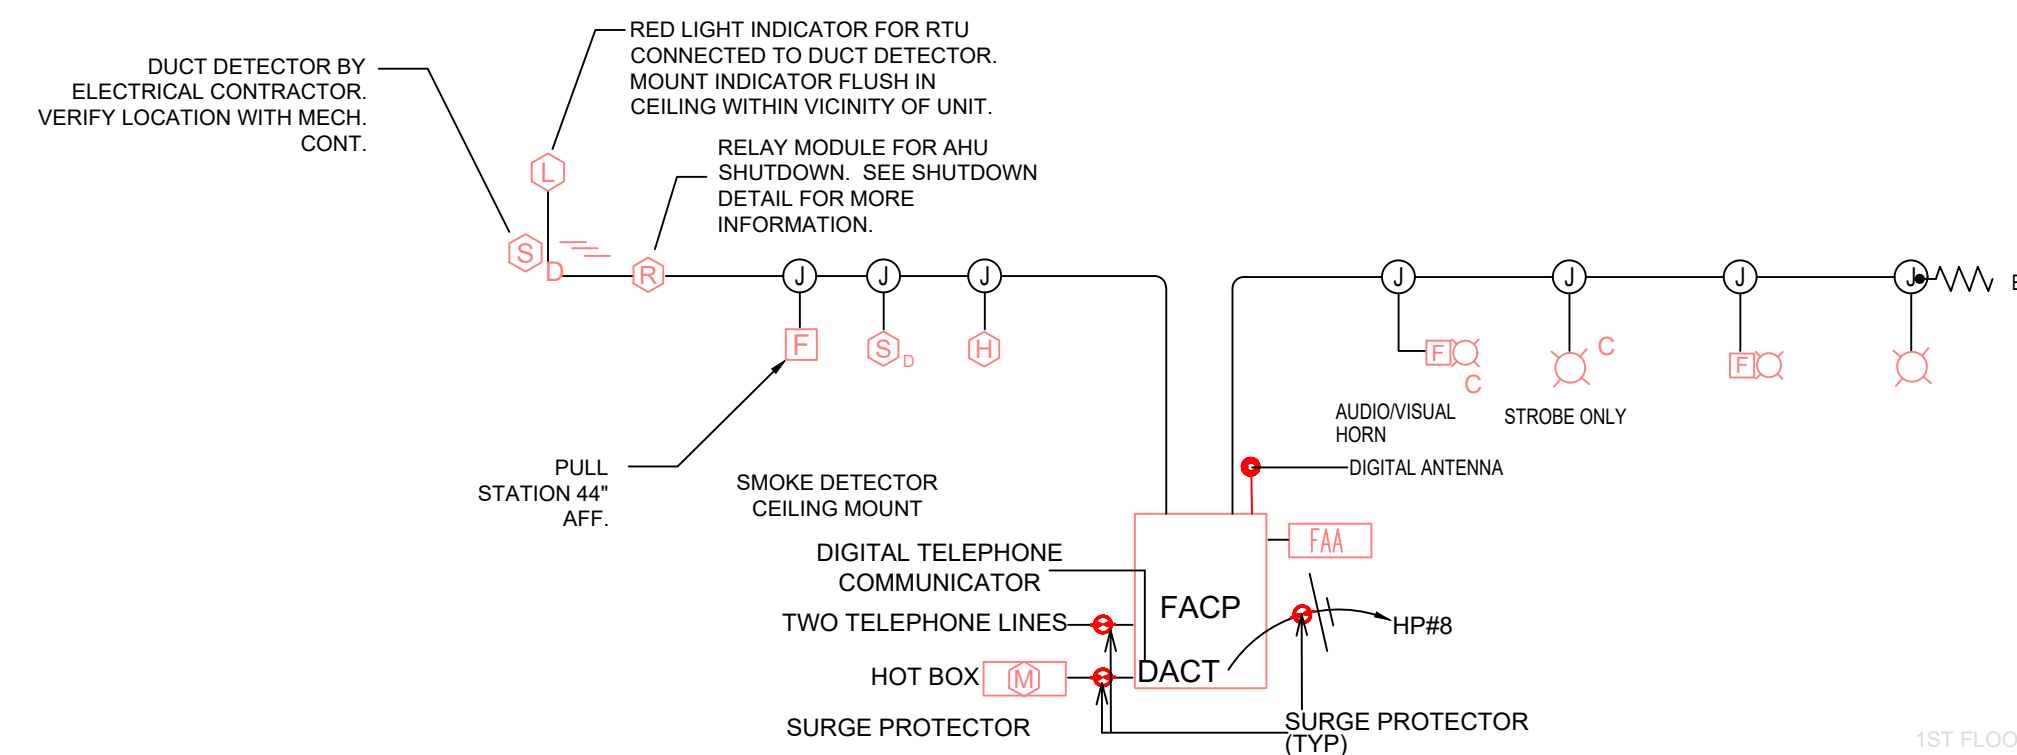 RED LIGHT INDICATOR FOR RTU
CONNECTED TO DUCT DETECTOR.
MOUNT INDICATOR FLUSH IN
CEILING WITHIN VICINITY OF UNIT.
DUCT DETECTOR BY
ELECTRICAL CONTRACTOR.
VERIFY LOCATION WITH MECH.
CONT.
RELAY MODULE FOR AHU
SHUTDOWN. SEE SHUTDOWN
DETAIL FOR MORE
INFORMATION.
L
S
D
R
J
J
J
J
J
J
J
F
S
D
H
F
C
C
F
AUDIO/VISUAL
HORN
STROBE ONLY
DIGITAL ANTENNA
PULL
STATION 44"
AFF.
SMOKE DETECTOR
CEILING MOUNT
DIGITAL TELEPHONE
COMMUNICATOR
FAA
FACP
TWO TELEPHONE LINES
HP#8
HOT BOX
M
DACT
SURGE PROTECTOR
SURGE PROTECTOR
(TYP)